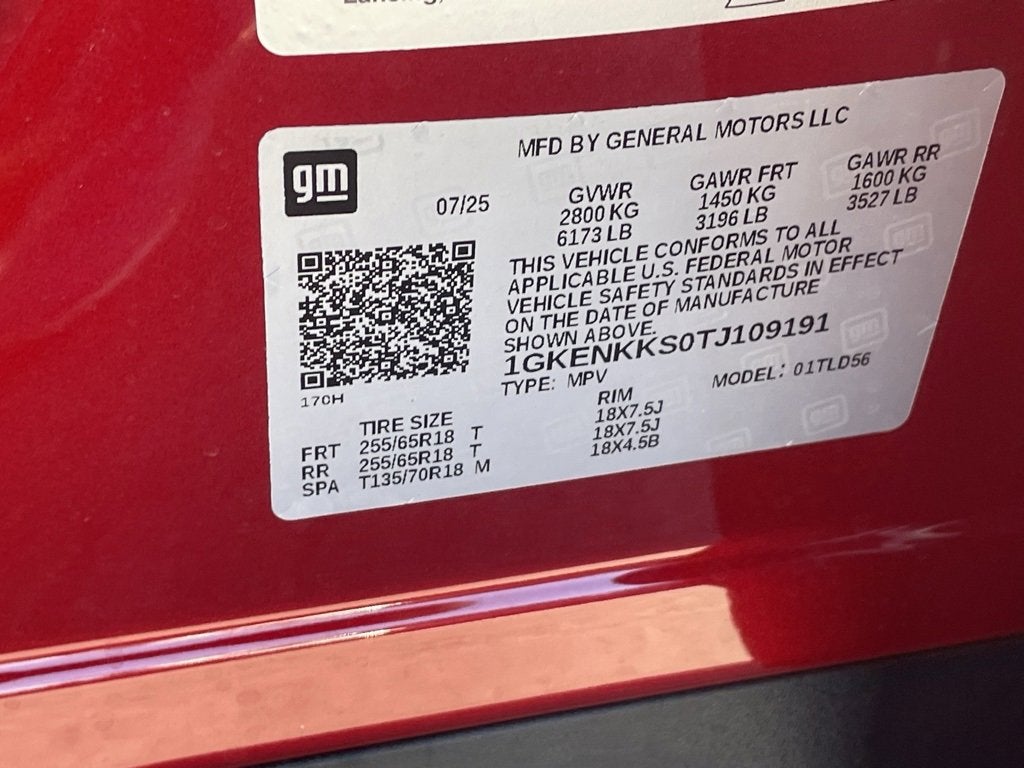 Lansing,
MFD BY GENERAL MOTORS LLC
gm
07/25
GVWR
2800 KG
6173 LB
GAWR FRT
1450 KG
3196 LB
GAWR RR
1600 KG
3527 LB
THIS VEHICLE CONFORMS TO ALL
APPLICABLE U.S. FEDERAL MOTOR
VEHICLE SAFETY STANDARDS IN EFFECT
ON THE DATE OF MANUFACTURE
SHOWN ABOVE.
1GKENKKS0TJ109191
TYPE: MPV MODEL: 01TLD56
170H
TIRE SIZE RIM
FRT 255/65R18 T 18X7.5J
RR 255/65R18 T 18X7.5J
SPA T135/70R18 M 18X4.5B